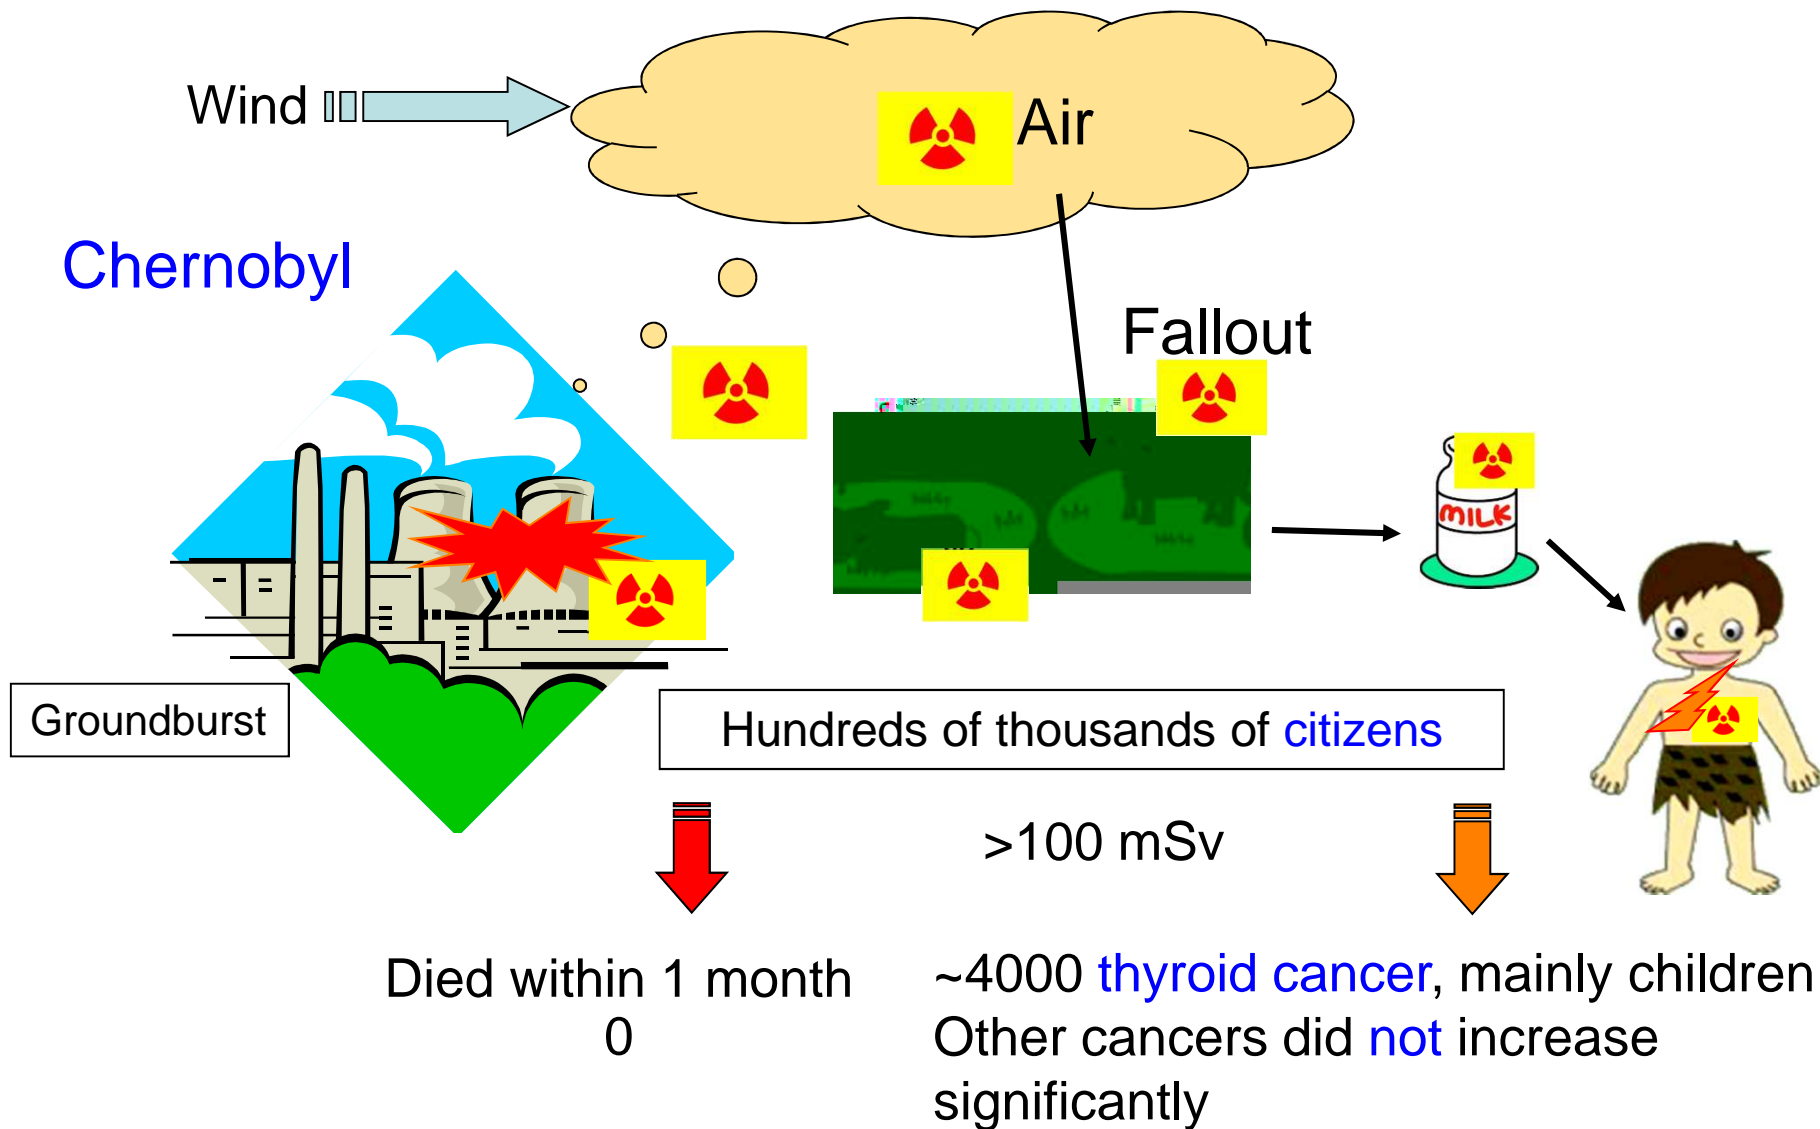 Wind
Air
Chernobyl
Fallout
MILK
Groundburst
Hundreds of thousands of citizens
>100 mSv
Died within 1 month
0
~4000 thyroid cancer, mainly children
Other cancers did not increase
significantly